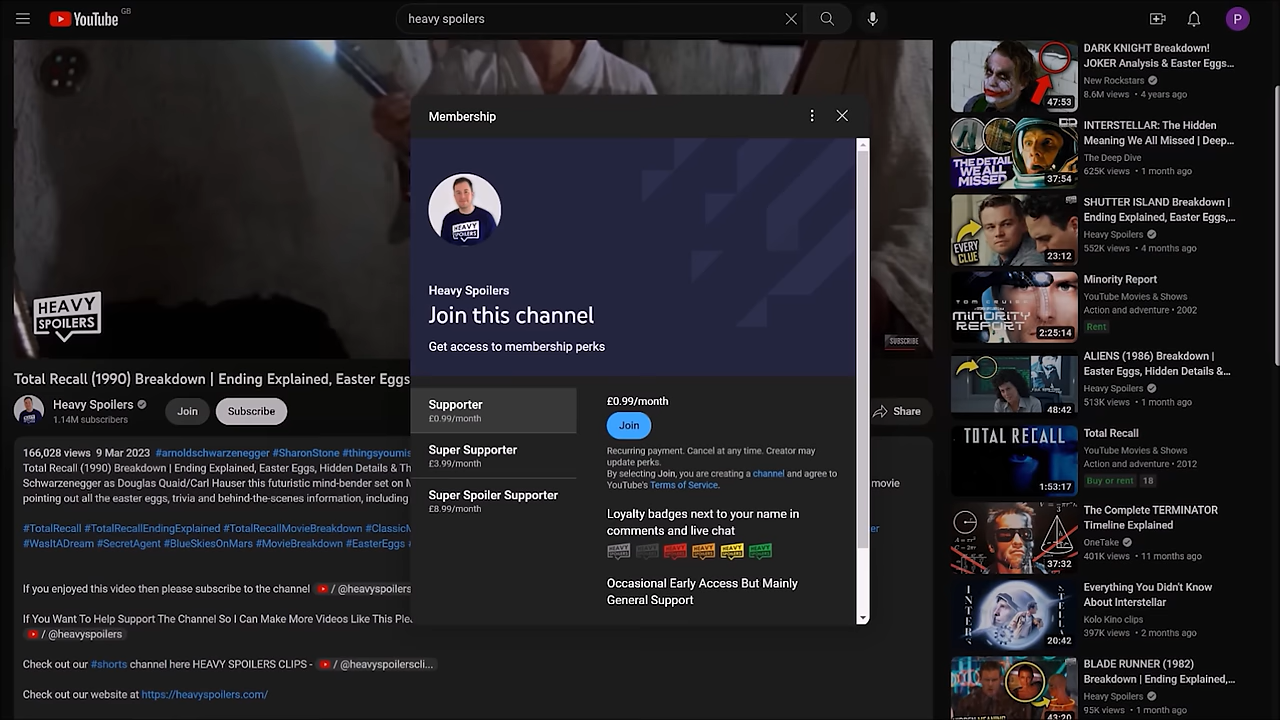 YouTube GB
heavy spoilers
P
HEAVY
SPOILERS
SUBSCRIBE
Total Recall (1990) Breakdown | Ending Explained, Easter Eggs
Heavy Spoilers
1.14M subscribers
Join
Subscribe
Share
166,028 views 9 Mar 2023 #arnoldschwarzenegger #SharonStone #thingsyoumis
Total Recall (1990) Breakdown | Ending Explained, Easter Eggs, Hidden Details & Th
Schwarzenegger as Douglas Quaid/Carl Hauser this futuristic mind-bender set on M
movie
pointing out all the easter eggs, trivia and behind-the-scenes information, including
#TotalRecall #TotalRecallEndingExplained #TotalRecallMovieBreakdown #ClassicM
#WasItADream #SecretAgent #BlueSkiesOnMars #MovieBreakdown #EasterEggs
If you enjoyed this video then please subscribe to the channel / @heavyspoilers
If You Want To Help Support The Channel So I Can Make More Videos Like This Ple
/ @heavyspoilers
Check out our #shorts channel here HEAVY SPOILERS CLIPS - / @heavyspoilerscli...
Check out our website at https://heavyspoilers.com/
Membership
HEAVY
SPOILERS
Heavy Spoilers
Join this channel
Get access to membership perks
Supporter
£0.99/month
Super Supporter
£3.99/month
Super Spoiler Supporter
£8.99/month
£0.99/month
Join
Recurring payment. Cancel at any time. Creator may
update perks.
By selecting Join, you are creating a channel and agree to
YouTube's Terms of Service.
Loyalty badges next to your name in
comments and live chat
Occasional Early Access But Mainly
General Support
47:53
DARK KNIGHT Breakdown!
JOKER Analysis & Easter Eggs...
New Rockstars
8.6M views • 4 years ago
THE DETAIL
WE ALL
MISSED
37:54
INTERSTELLAR: The Hidden
Meaning We All Missed | Deep...
The Deep Dive
625K views • 1 month ago
EVERY
CLUE
23:12
SHUTTER ISLAND Breakdown |
Ending Explained, Easter Eggs,...
Heavy Spoilers
552K views • 4 months ago
TOM CRUISE
MINORITY
REPORT
2:25:14
Minority Report
YouTube Movies & Shows
Action and adventure • 2002
Rent
48:42
ALIENS (1986) Breakdown |
Easter Eggs, Hidden Details &...
Heavy Spoilers
513K views • 1 month ago
TOTAL RECALL
1:53:17
Total Recall
YouTube Movies & Shows
Action and adventure • 2012
Buy or rent 18
37:32
The Complete TERMINATOR
Timeline Explained
OneTake
401K views • 11 months ago
20:42
Everything You Didn't Know
About Interstellar
Kolo Kino clips
397K views • 2 months ago
43:20
BLADE RUNNER (1982)
Breakdown | Ending Explained,...
Heavy Spoilers
95K views • 1 month ago